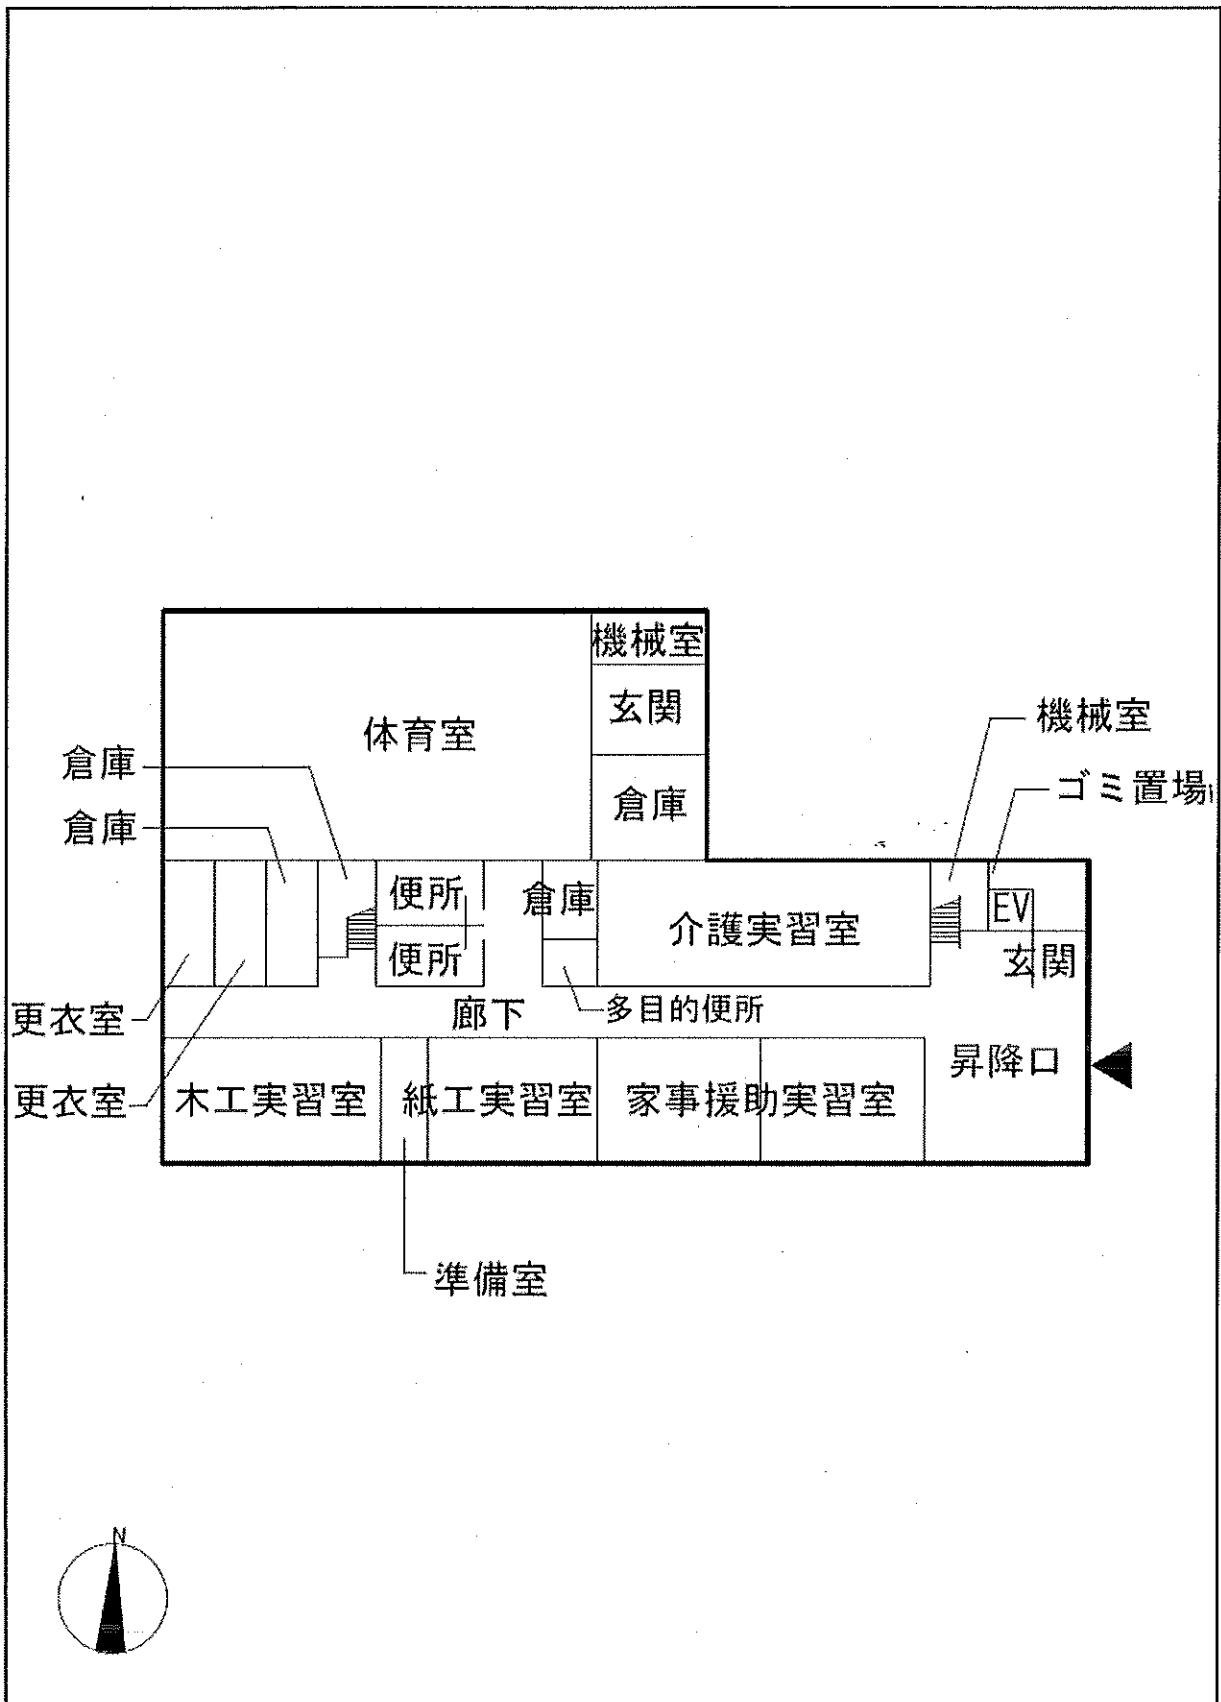 機械室
玄関
体育室
倉庫
機械室
ゴミ置場
倉庫
倉庫
便所
便所
倉庫
介護実習室
EV
玄関
更衣室
廊下
多目的便所
昇降口
更衣室
木工実習室
紙工実習室
家事援助実習室
準備室
N